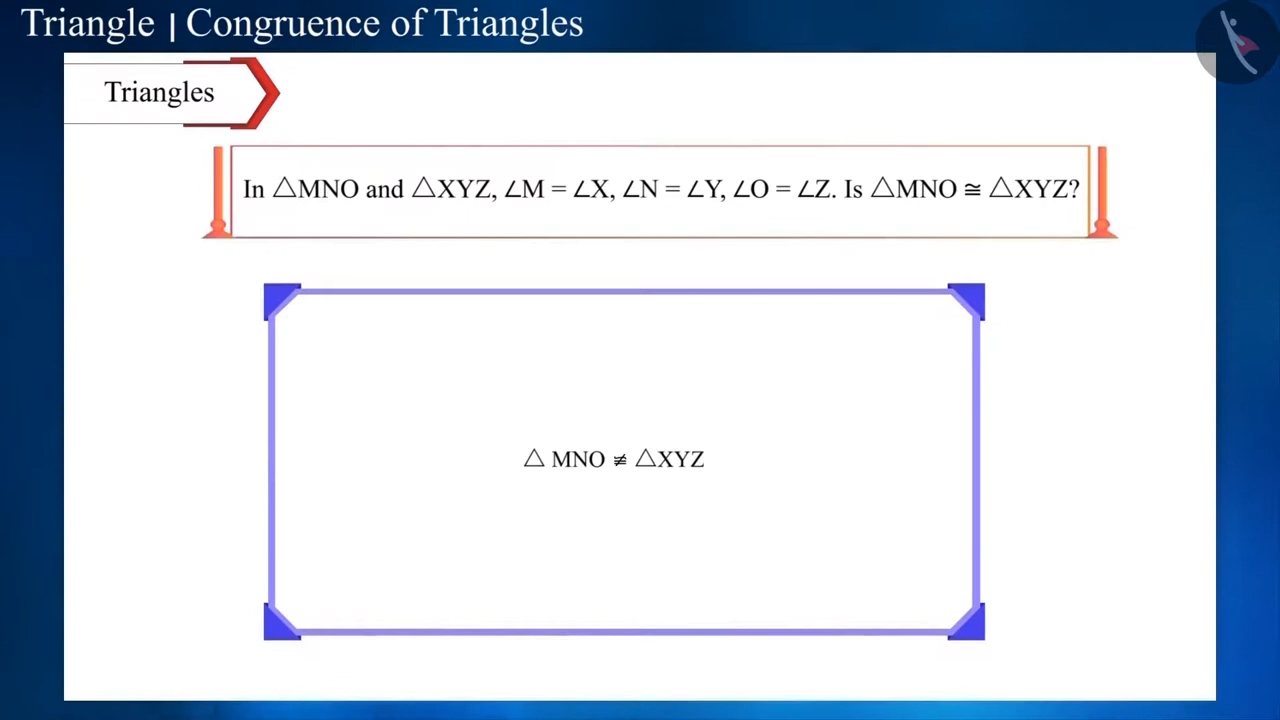 Triangle | Congruence of Triangles
Triangles
In △MNO and △XYZ, ∠M = ∠X, ∠N = ∠Y, ∠O = ∠Z. Is △MNO ≅ △XYZ?
△ MNO ≇ △XYZ